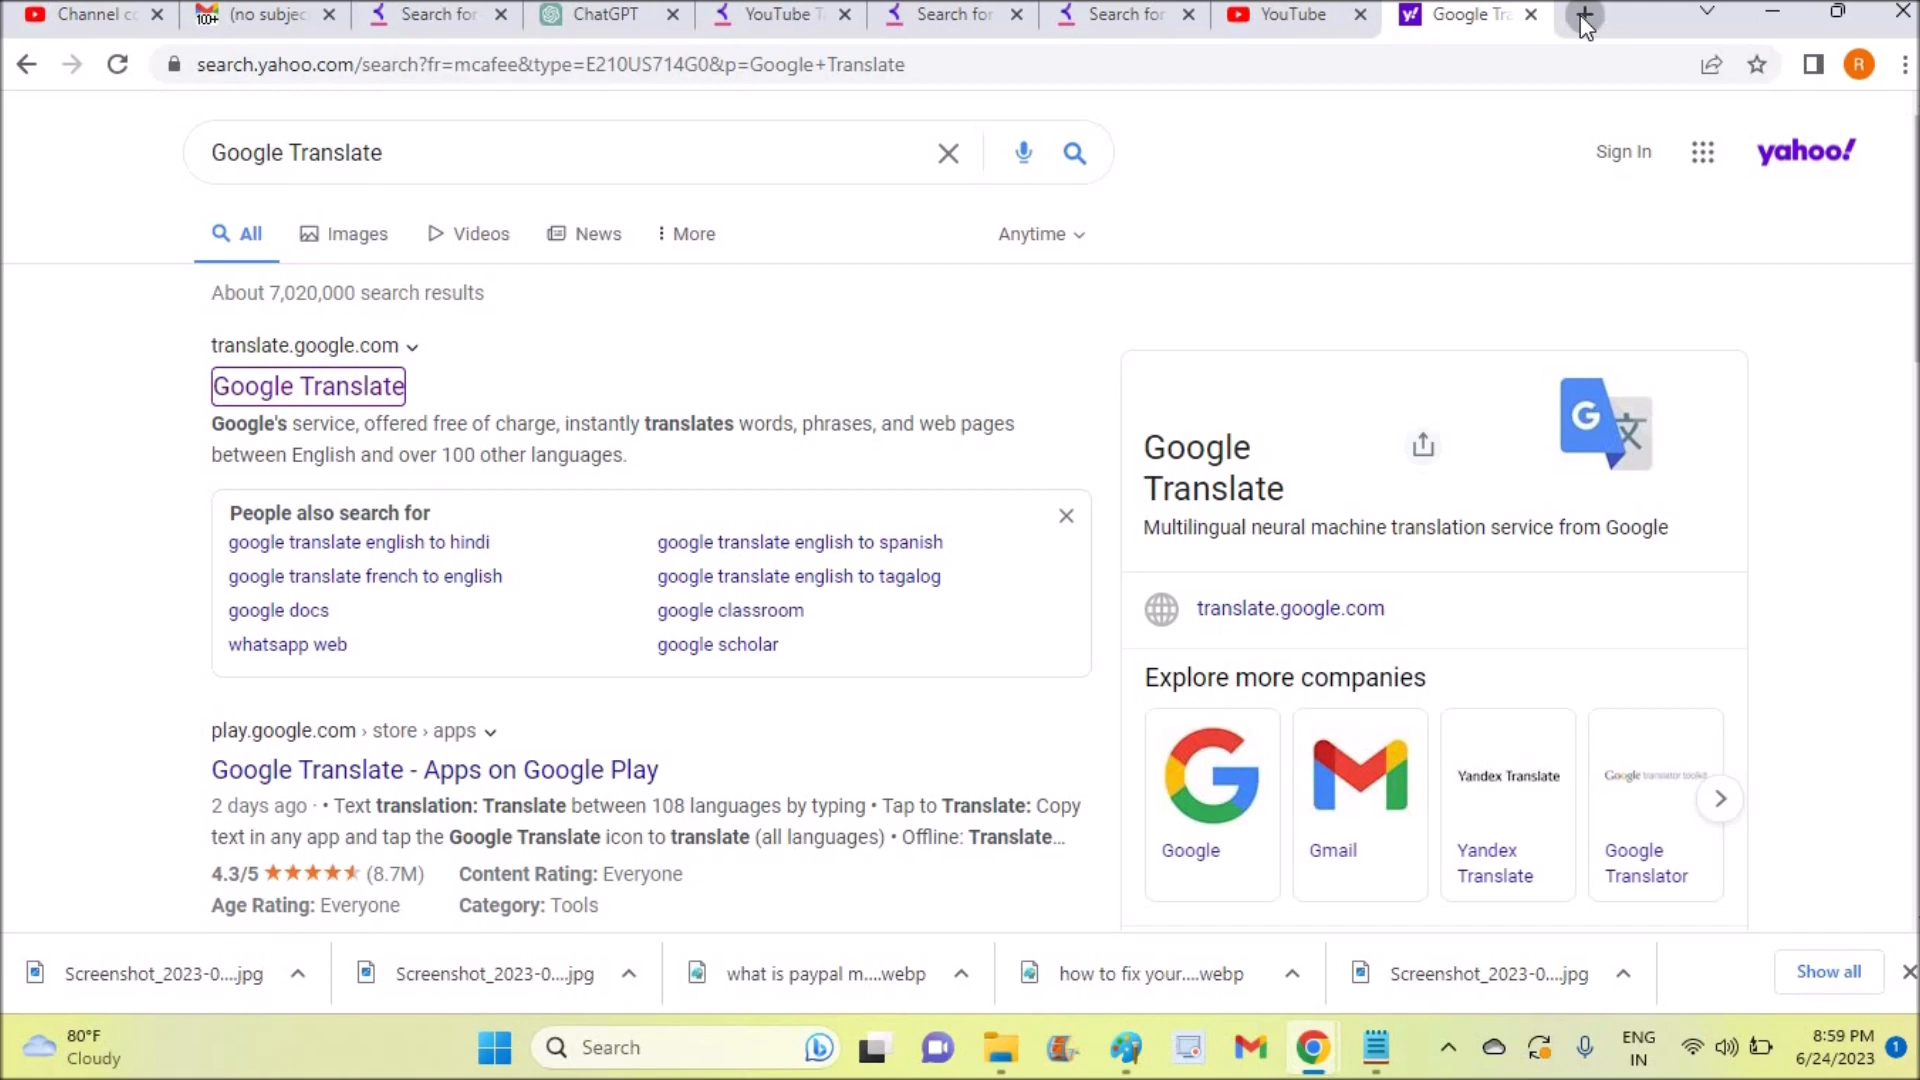 Channel co
100+ (no subjec
Search for
ChatGPT
YouTube T
Search for
Search for
YouTube
y! Google Tra
search.yahoo.com/search?fr=mcafee&type=E210US714G0&p=Google+Translate
R
Google Translate
Sign In
yahoo!
All
Images
Videos
News
More
Anytime
About 7,020,000 search results
translate.google.com
Google Translate
Google's service, offered free of charge, instantly translates words, phrases, and web pages
between English and over 100 other languages.
People also search for
google translate english to hindi
google translate english to spanish
google translate french to english
google translate english to tagalog
google docs
google classroom
whatsapp web
google scholar
play.google.com › store › apps
Google Translate - Apps on Google Play
2 days ago · • Text translation: Translate between 108 languages by typing • Tap to Translate: Copy
text in any app and tap the Google Translate icon to translate (all languages) • Offline: Translate...
4.3/5 (8.7M) Content Rating: Everyone
Age Rating: Everyone Category: Tools
G 文
Google
Translate
Multilingual neural machine translation service from Google
translate.google.com
Explore more companies
Yandex Translate
Google translator toolkit
Google
Gmail
Yandex
Translate
Google
Translator
Screenshot_2023-0....jpg
Screenshot_2023-0....jpg
what is paypal m....webp
how to fix your....webp
Screenshot_2023-0....jpg
Show all
80°F
Cloudy
Search
ENG
IN
8:59 PM
6/24/2023
1